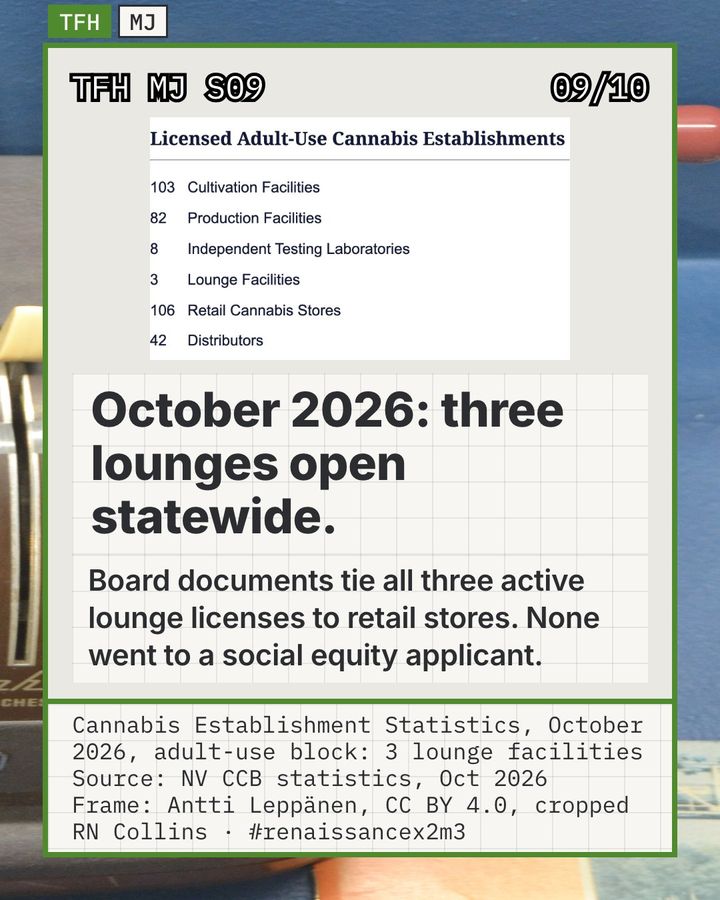 TFH MJ
TFH MJ S09 09/10
Licensed Adult-Use Cannabis Establishments
103 Cultivation Facilities
82 Production Facilities
8 Independent Testing Laboratories
3 Lounge Facilities
106 Retail Cannabis Stores
42 Distributors
October 2026: three
lounges open
statewide.
Board documents tie all three active
lounge licenses to retail stores. None
went to a social equity applicant.
Cannabis Establishment Statistics, October
2026, adult-use block: 3 lounge facilities
Source: NV CCB statistics, Oct 2026
Frame: Antti Leppänen, CC BY 4.0, cropped
RN Collins · #renaissancex2m3